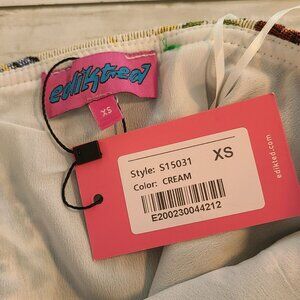 edikted
XS
Style: S15031 XS
Color: CREAM
E200230044212
edikted.com